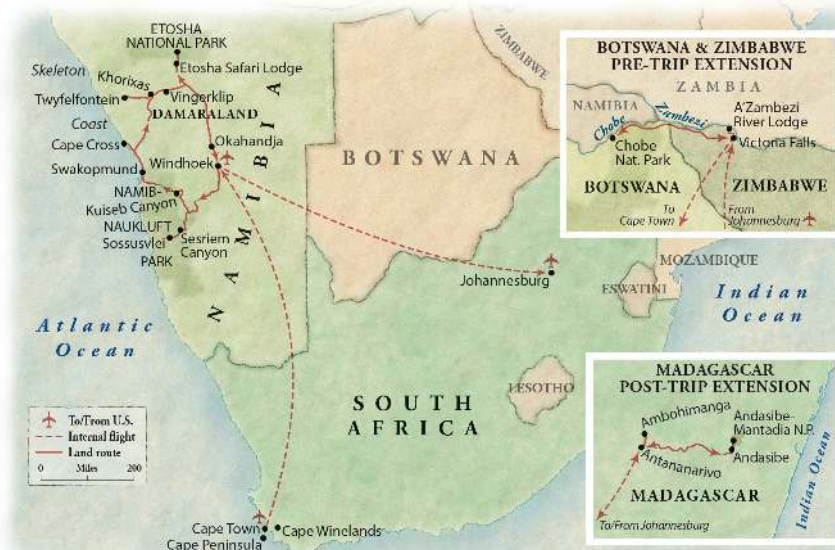 ETOSHA
NATIONAL PARK
Etosha Safari Lodge
Skeleton
Coast
Khorixas
Twyfelfontein
Vingerklip
DAMARALAND
Cape Cross
Okahandja
Swakopmund
Windhoek
NAMIB-
NAUKLUFT
PARK
Kuiseb Canyon
Sossusvlei
Sesriem
Canyon
NAMIBIA
BOTSWANA
ZIMBABWE
Johannesburg
MOZAMBIQUE
ESWATINI
LESOTHO
SOUTH
AFRICA
Atlantic
Ocean
Indian
Ocean
Cape Town
Cape Winelands
Cape Peninsula
To/From U.S.
Internal flight
Land route
0 Miles 200
BOTSWANA & ZIMBABWE
PRE-TRIP EXTENSION
ZAMBIA
NAMIBIA
Chobe
Zambezi
A'Zambezi
River Lodge
Victoria Falls
Chobe
Nat. Park
BOTSWANA
ZIMBABWE
To
Cape Town
From
Johannesburg
MADAGASCAR
POST-TRIP EXTENSION
Ambohimanga
Andasibe-
Mantadia N.P.
Antananarivo
Andasibe
MADAGASCAR
To/From Johannesburg
Indian Ocean